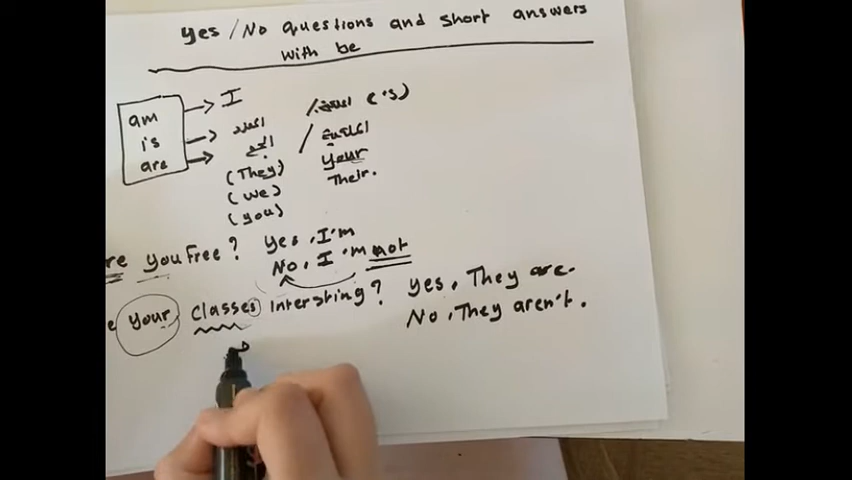 yes / No questions and short answers
with be
am → I
is →
are →
(They)
(we)
(you)
('s)
your
Their.
re you free? yes, I'm
No, I'm not
e your classes intersting? yes, They are.
No, They aren't.